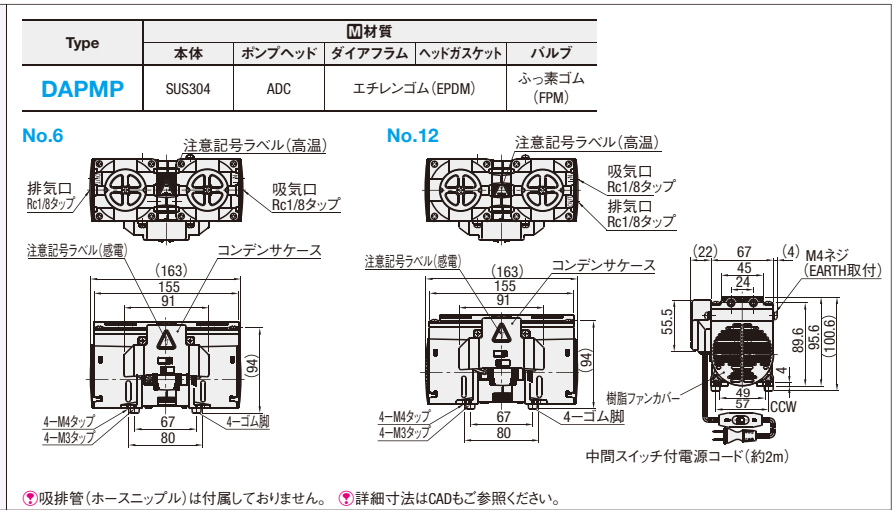 Type
M材質
本体 ポンプヘッド ダイアフラム ヘッドガスケット バルブ
DAPMP SUS304 ADC エチレンゴム(EPDM) ふっ素ゴム
(FPM)
No.6
注意記号ラベル(高温)
排気口
Rc1/8タップ
吸気口
Rc1/8タップ
注意記号ラベル(感電)
コンデンサケース
(163)
155
91
(94)
4ーM4タップ
4ーM3タップ
67
80
4ーゴム脚
No.12
注意記号ラベル(高温)
吸気口
Rc1/8タップ
排気口
Rc1/8タップ
注意記号ラベル(感電)
コンデンサケース
(163)
155
91
(94)
4ーM4タップ
4ーM3タップ
67
80
4ーゴム脚
(22) 67 (4)
45
24
M4ネジ
(EARTH取付)
55.5
4
89.6
95.6
(100.6)
樹脂ファンカバー
49
57
CCW
中間スイッチ付電源コード(約2m)
吸排管(ホースニップル)は付属しておりません。 詳細寸法はCADもご参照ください。